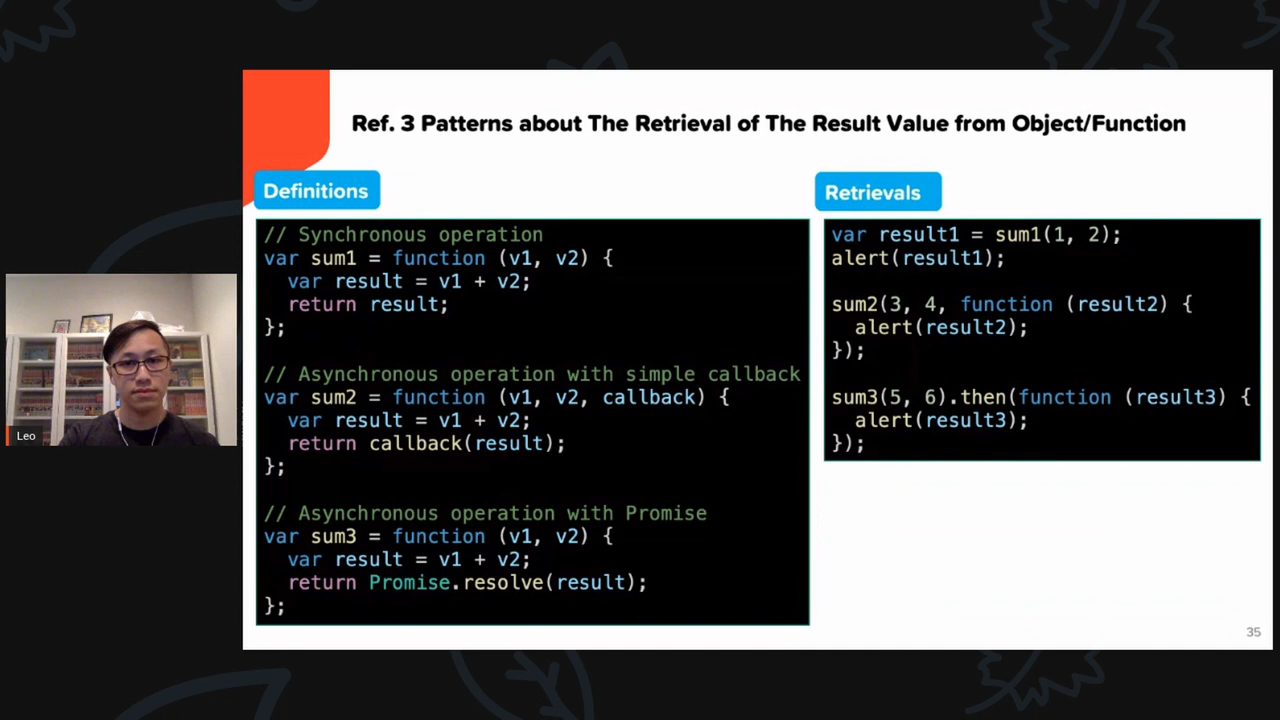 Ref. 3 Patterns about The Retrieval of The Result Value from Object/Function
Definitions
// Synchronous operation
var sum1 = function (v1, v2) {
  var result = v1 + v2;
  return result;
};
// Asynchronous operation with simple callback
var sum2 = function (v1, v2, callback) {
  var result = v1 + v2;
  return callback(result);
};
// Asynchronous operation with Promise
var sum3 = function (v1, v2) {
  var result = v1 + v2;
  return Promise.resolve(result);
};
Retrievals
var result1 = sum1(1, 2);
alert(result1);
sum2(3, 4, function (result2) {
  alert(result2);
});
sum3(5, 6).then(function (result3) {
  alert(result3);
});
Leo
35